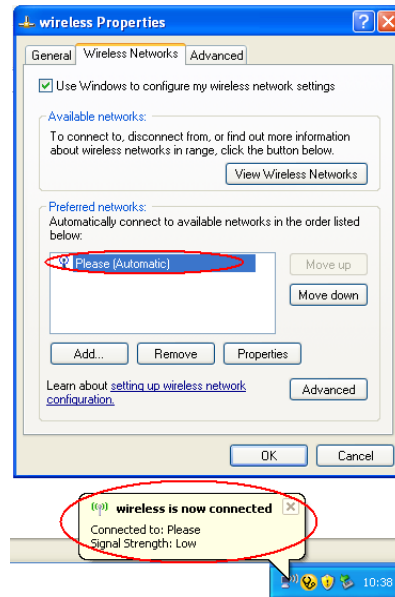 wireless Properties
General Wireless Networks Advanced
Use Windows to configure my wireless network settings
Available networks:
To connect to, disconnect from, or find out more information
about wireless networks in range, click the button below.
View Wireless Networks
Preferred networks:
Automatically connect to available networks in the order listed
below:
Please (Automatic)
Move up
Move down
Add... Remove Properties
Learn about setting up wireless network
configuration.
Advanced
OK Cancel
wireless is now connected
Connected to: Please
Signal Strength: Low
10:38